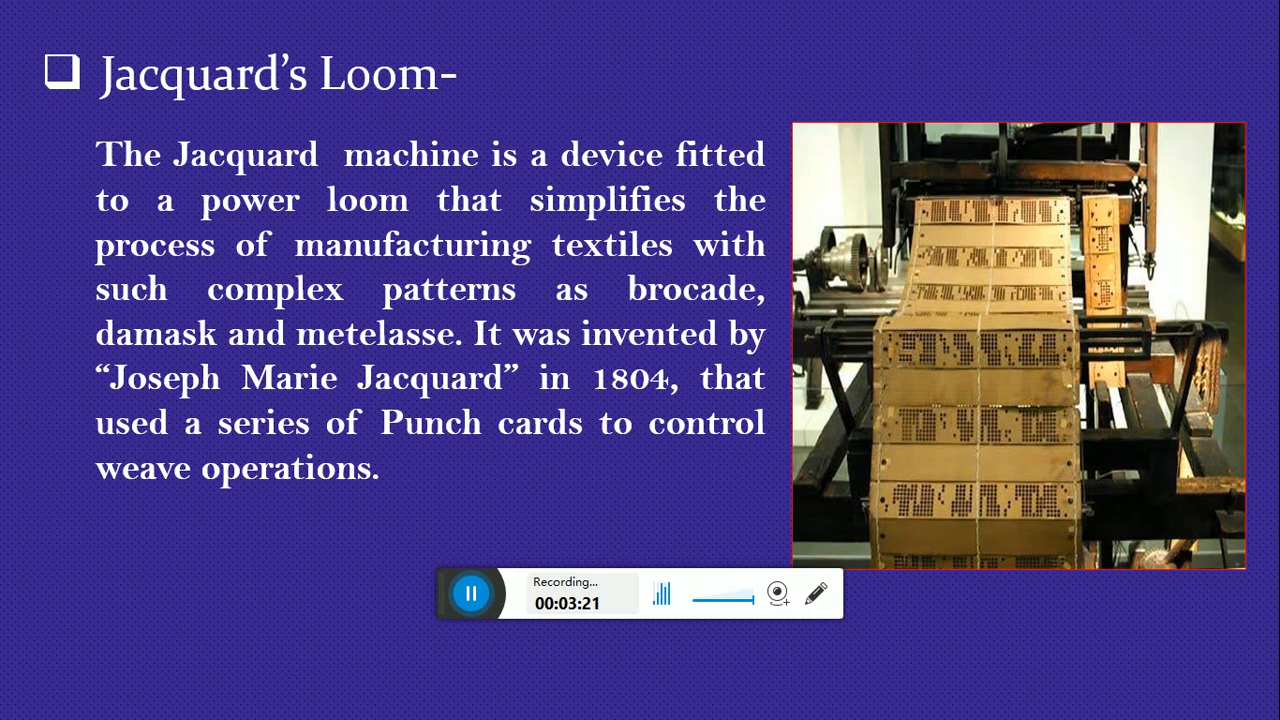 Jacquard’s Loom-
The Jacquard machine is a device fitted
to a power loom that simplifies the
process of manufacturing textiles with
such complex patterns as brocade,
damask and metelasse. It was invented by
“Joseph Marie Jacquard” in 1804, that
used a series of Punch cards to control
weave operations.
Recording...
00:03:21